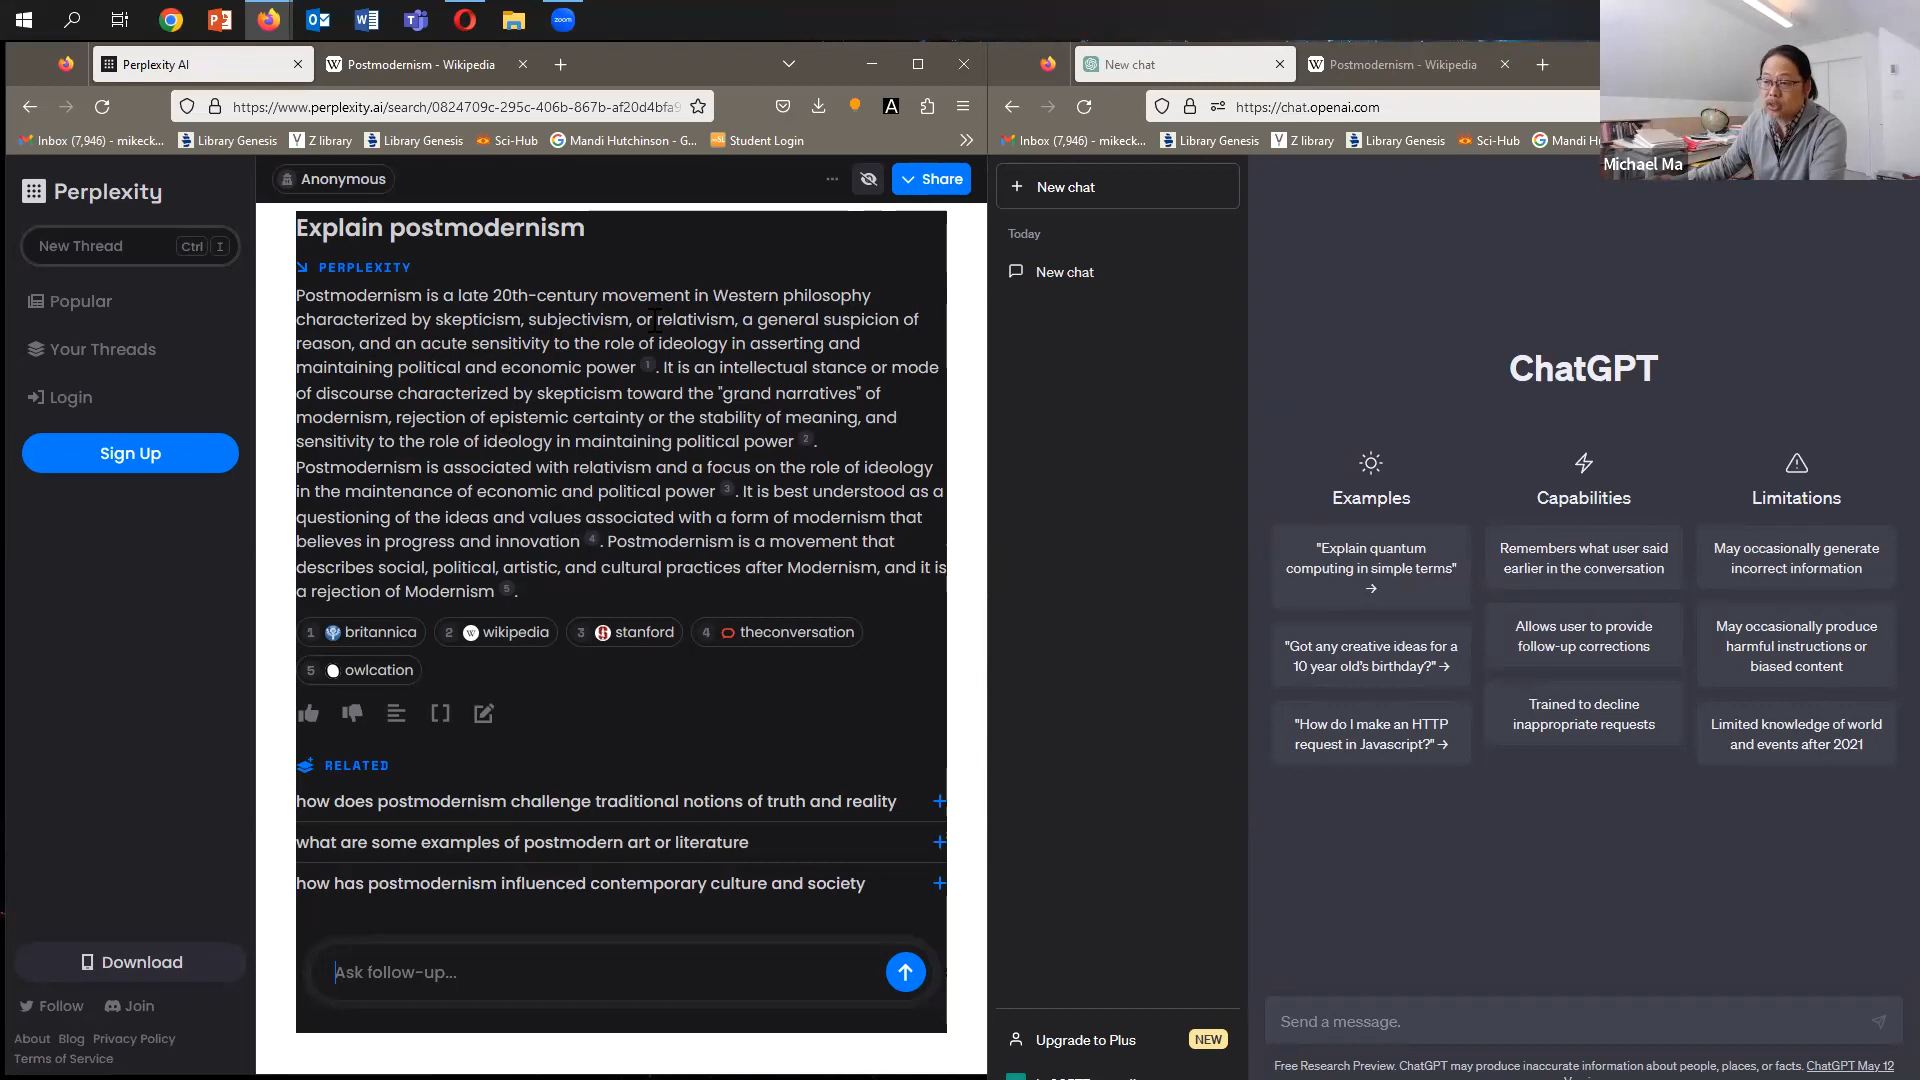 Perplexity AI
Postmodernism - Wikipedia
https://www.perplexity.ai/search/0824709c-295c-406b-867b-af20d4bfa9
Inbox (7,946) - mikeck...
Library Genesis
Z library
Library Genesis
Sci-Hub
Mandi Hutchinson - G...
Student Login
Perplexity
New Thread
Ctrl
I
Popular
Your Threads
Login
Sign Up
Download
Follow
Join
About
Blog
Privacy Policy
Terms of Service
Anonymous
Share
Explain postmodernism
PERPLEXITY
Postmodernism is a late 20th-century movement in Western philosophy
characterized by skepticism, subjectivism, or relativism, a general suspicion of
reason, and an acute sensitivity to the role of ideology in asserting and
maintaining political and economic power 1. It is an intellectual stance or mode
of discourse characterized by skepticism toward the "grand narratives" of
modernism, rejection of epistemic certainty or the stability of meaning, and
sensitivity to the role of ideology in maintaining political power 2.
Postmodernism is associated with relativism and a focus on the role of ideology
in the maintenance of economic and political power 3. It is best understood as a
questioning of the ideas and values associated with a form of modernism that
believes in progress and innovation 4. Postmodernism is a movement that
describes social, political, artistic, and cultural practices after Modernism, and it is
a rejection of Modernism 5.
1 britannica
2 wikipedia
3 stanford
4 theconversation
5 owlcation
RELATED
how does postmodernism challenge traditional notions of truth and reality
what are some examples of postmodern art or literature
how has postmodernism influenced contemporary culture and society
Ask follow-up...
New chat
Postmodernism - Wikipedia
https://chat.openai.com
Inbox (7,946) - mikeck...
Library Genesis
Z library
Library Genesis
Sci-Hub
Mandi H
Michael Ma
New chat
Today
New chat
Upgrade to Plus
NEW
ChatGPT
Examples
"Explain quantum
computing in simple terms"
→
"Got any creative ideas for a
10 year old's birthday?" →
"How do I make an HTTP
request in Javascript?" →
Capabilities
Remembers what user said
earlier in the conversation
Allows user to provide
follow-up corrections
Trained to decline
inappropriate requests
Limitations
May occasionally generate
incorrect information
May occasionally produce
harmful instructions or
biased content
Limited knowledge of world
and events after 2021
Send a message.
Free Research Preview. ChatGPT may produce inaccurate information about people, places, or facts. ChatGPT May 12